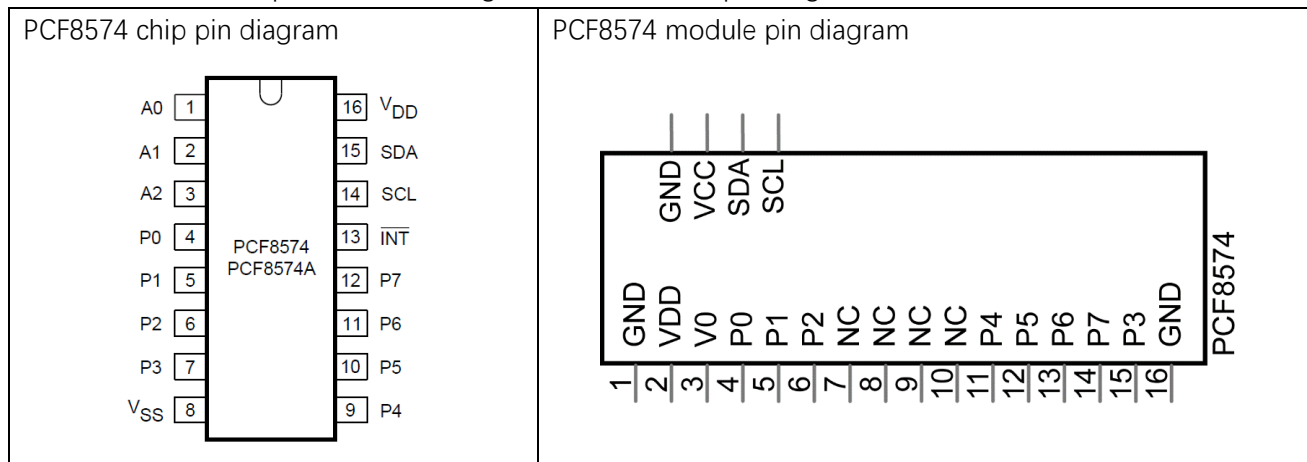 PCF8574 chip pin diagram
A0 1 16 VDD
A1 2 15 SDA
A2 3 14 SCL
P0 4 13 INT
P1 5 12 P7
P2 6 11 P6
P3 7 10 P5
VSS 8 9 P4
PCF8574
PCF8574A
PCF8574 module pin diagram
GND VCC SDA SCL
GND VDD V0 P0 P1 P2 NC NC NC NC P4 P5 P6 P7 P3 GND
1 2 3 4 5 6 7 8 9 10 11 12 13 14 15 16
PCF8574